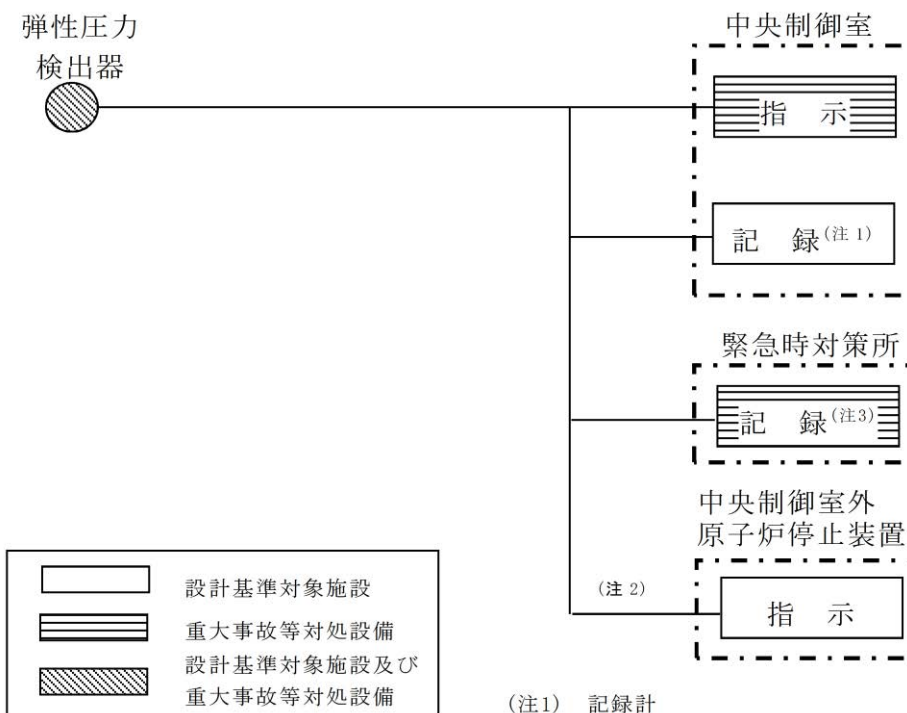 弾性圧力
検出器
中央制御室
指 示
記 録(注 1)
緊急時対策所
記 録(注3)
中央制御室外
原子炉停止装置
(注 2)
指 示
設計基準対象施設
重大事故等対処設備
設計基準対象施設及び
重大事故等対処設備
(注1) 記録計